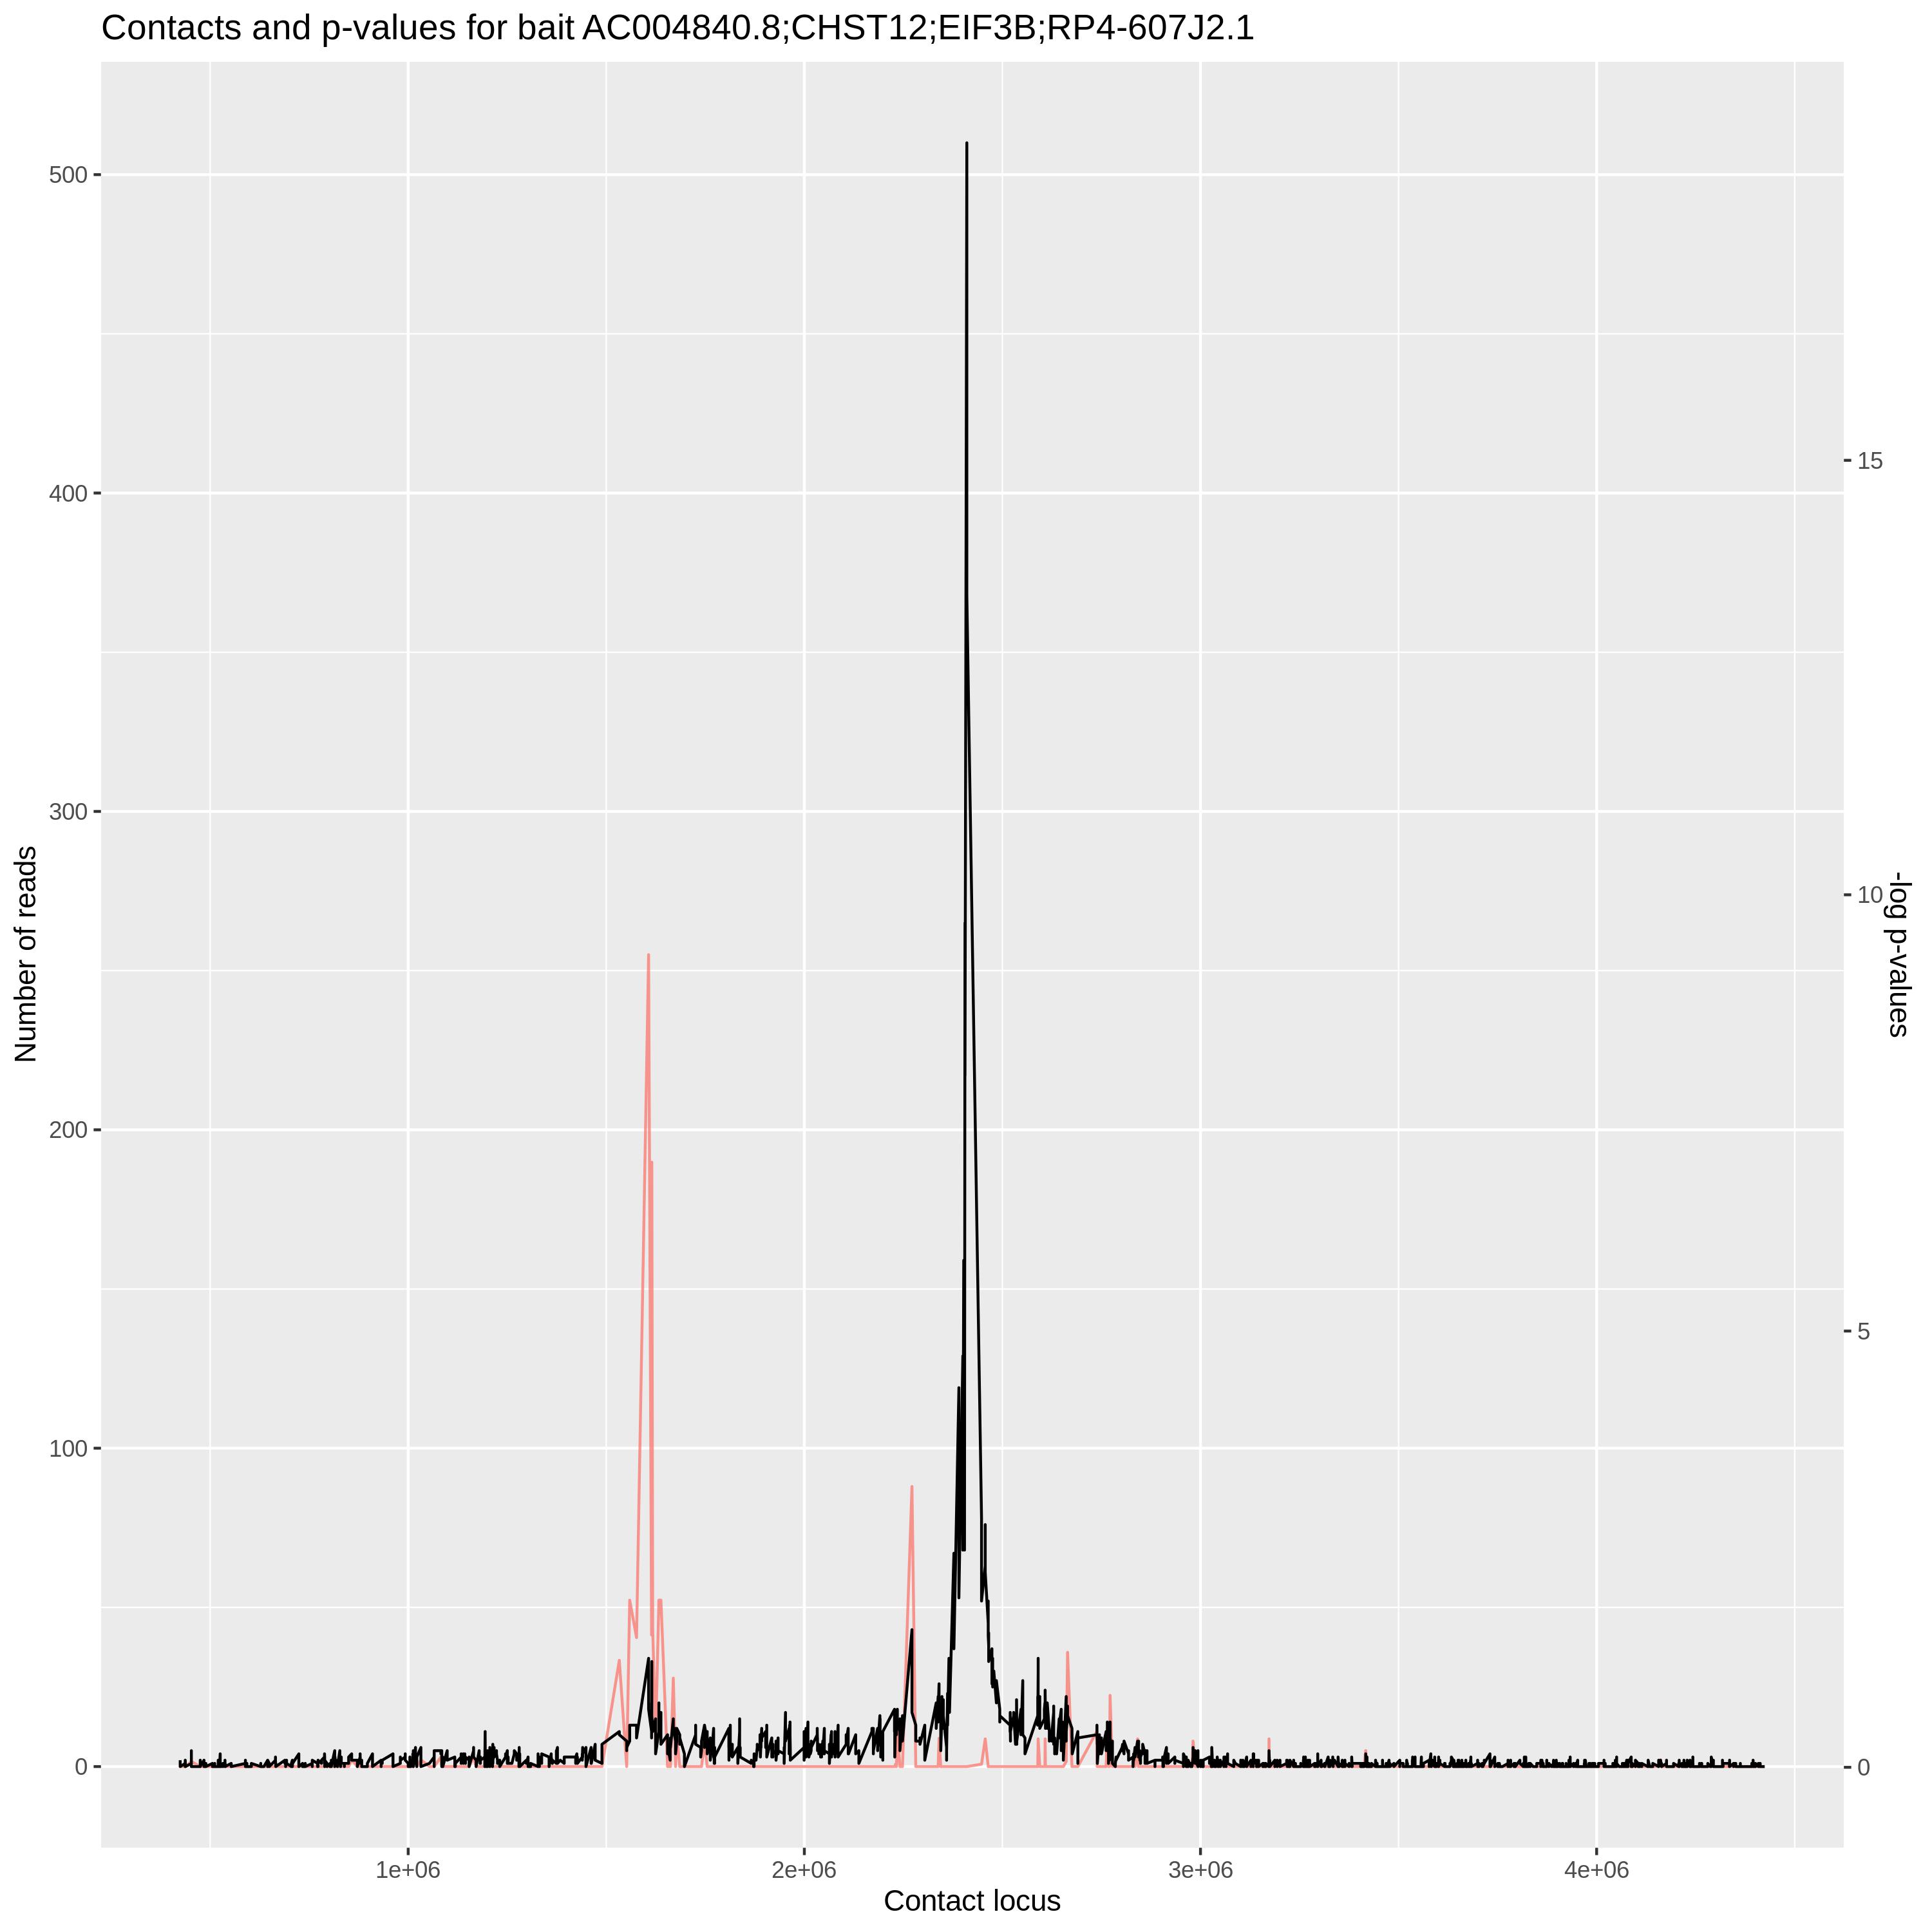 Contacts and p-values for bait AC004840.8;CHST12;EIF3B;RP4-607J2.1
500
400
300
200
100
0
Number of reads
15
10
5
0
-log p-values
1e+06
2e+06
3e+06
4e+06
Contact locus